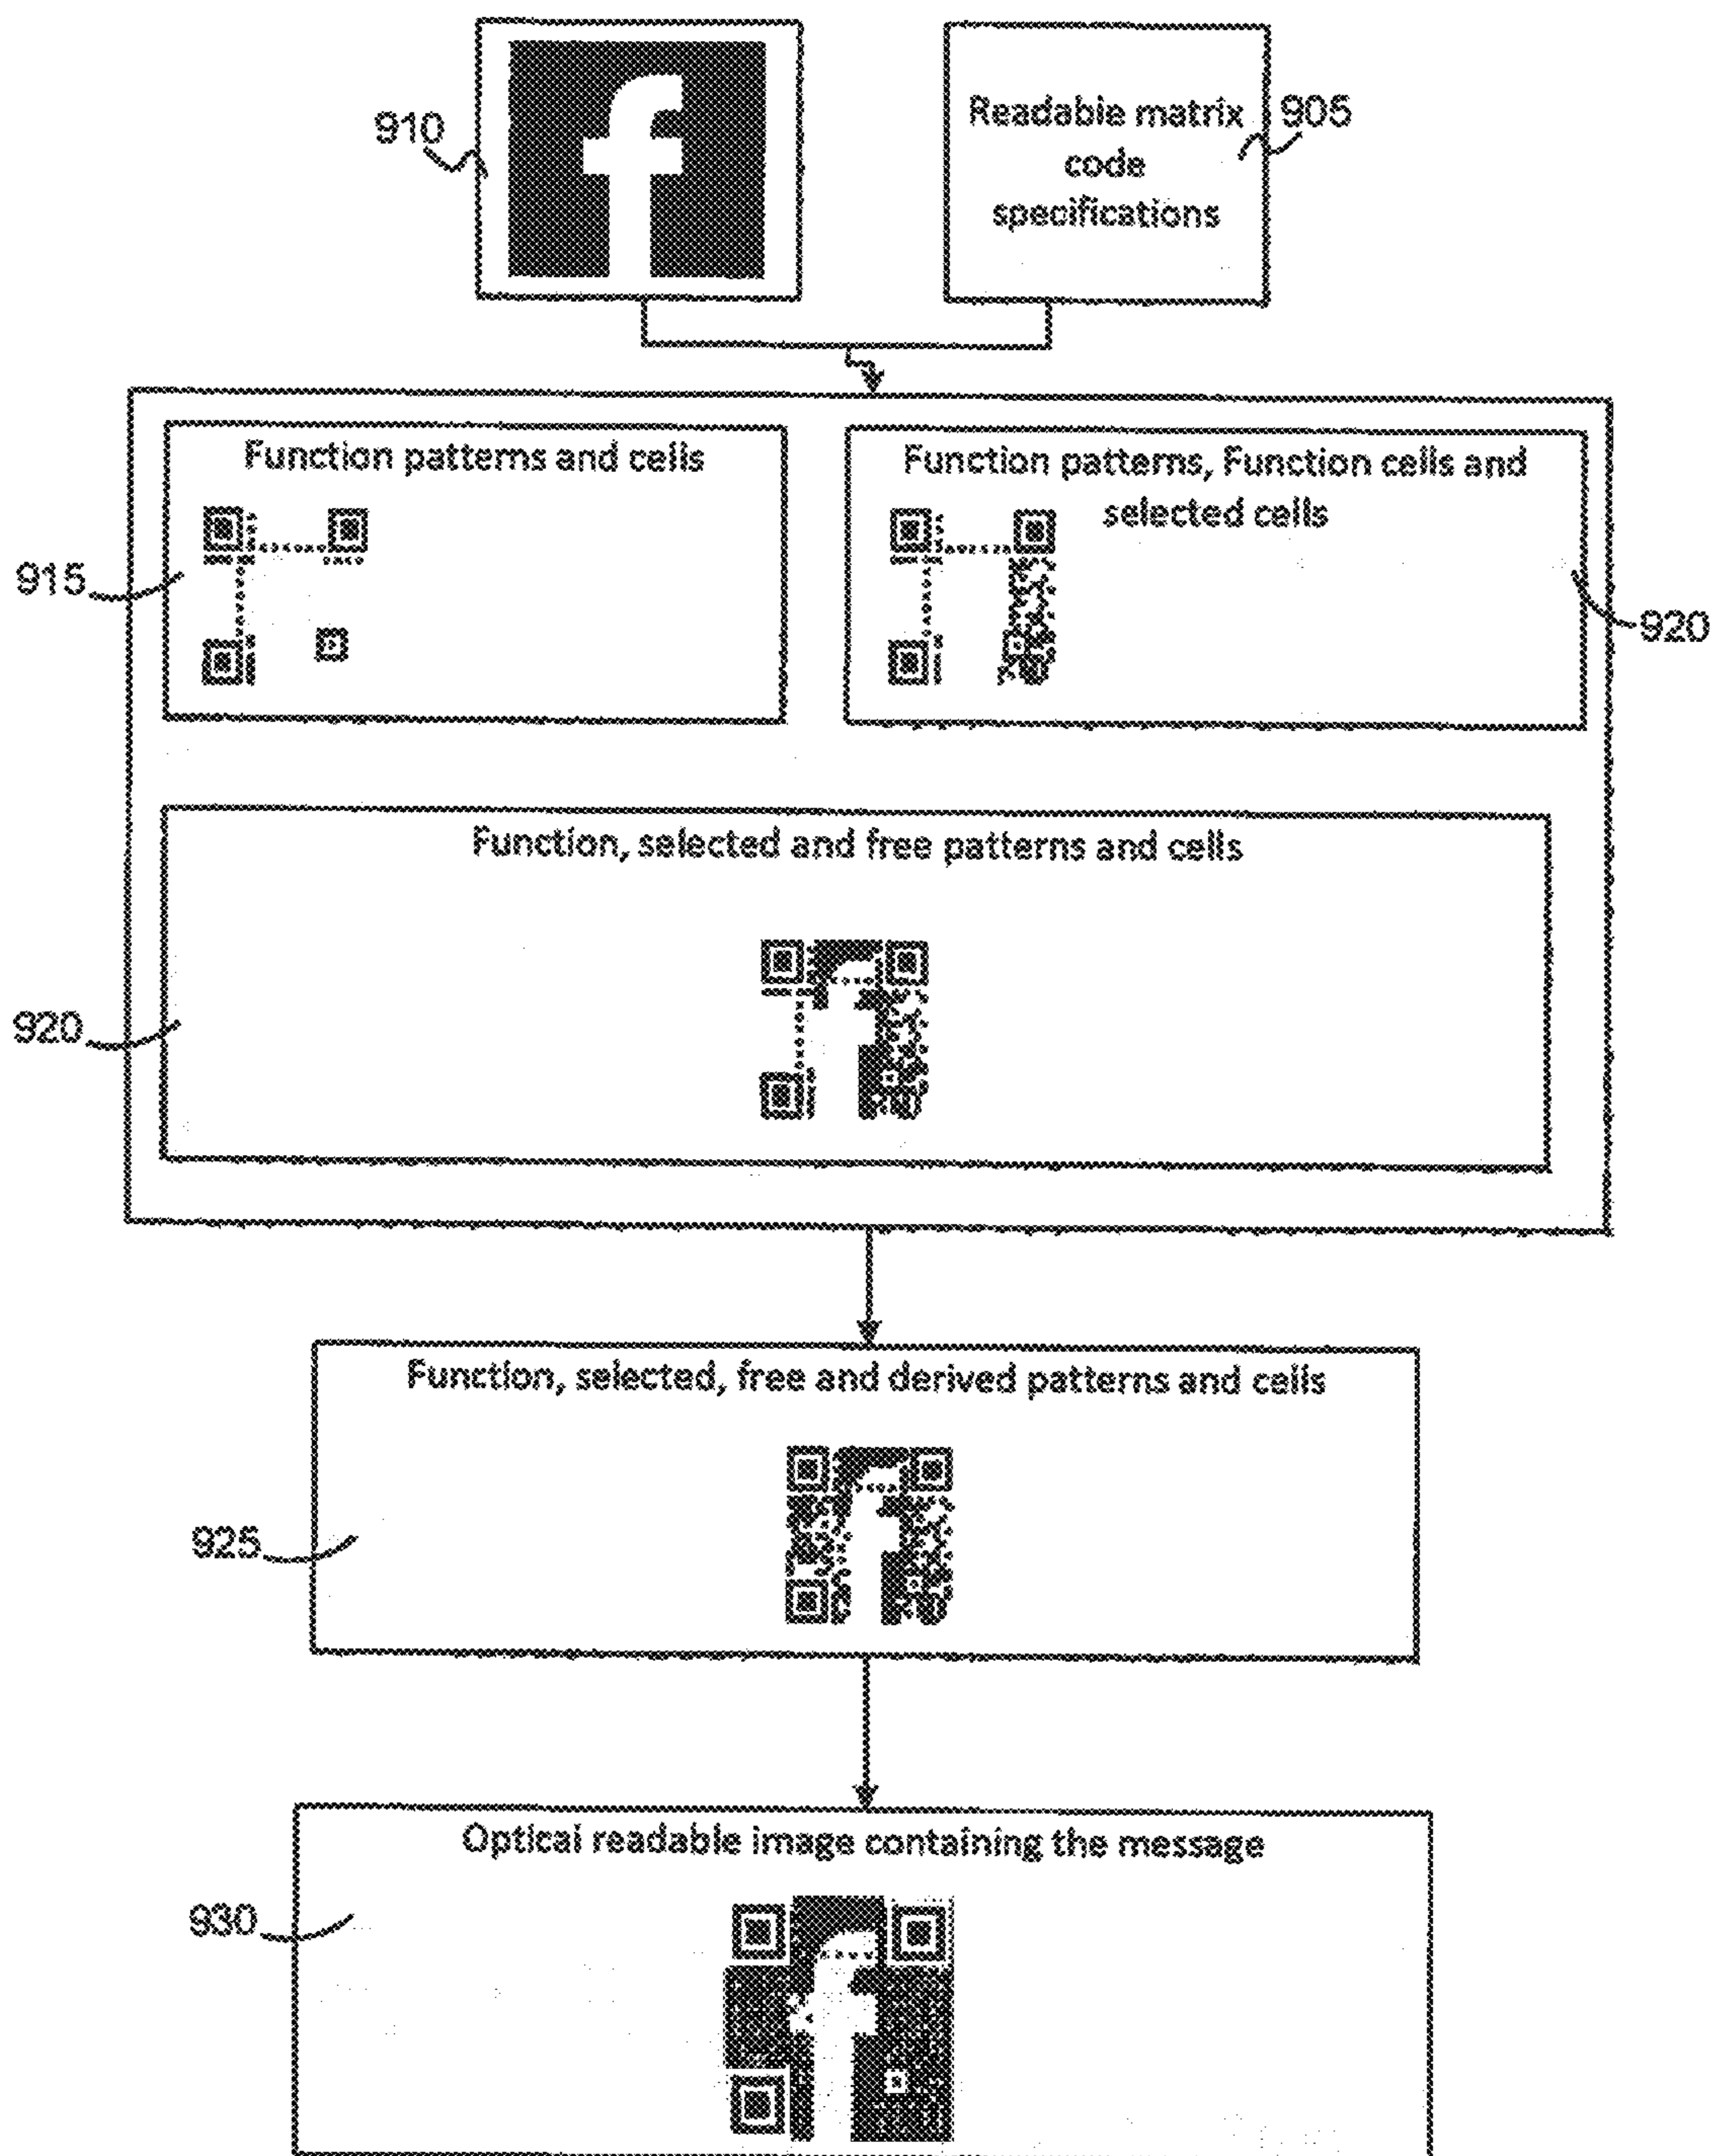 f
910
Readable matrix
code
specifications
905
Function patterns and cells
Function patterns, Function cells and
selected cells
915
920
Function, selected and free patterns and cells
920
Function, selected, free and derived patterns and cells
925
Optical readable image containing the message
930